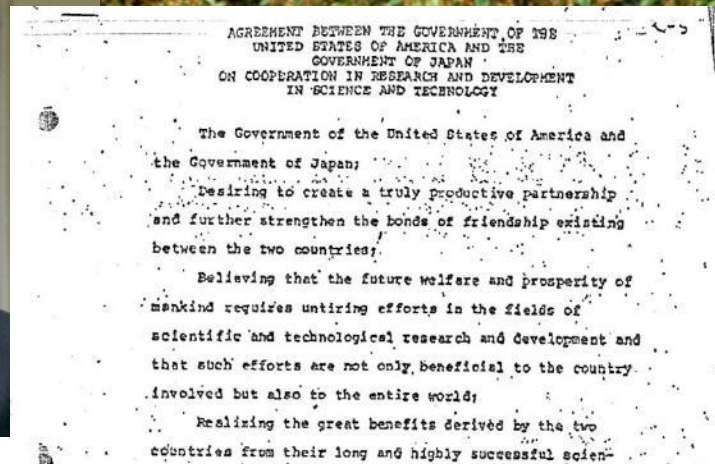 AGREEMENT BETWEEN THE GOVERNMENT OF THE
UNITED STATES OF AMERICA AND THE
GOVERNMENT OF JAPAN
ON COOPERATION IN RESEARCH AND DEVELOPMENT
IN SCIENCE AND TECHNOLOGY
The Government of the United States of America and
the Government of Japan;
Desiring to create a truly productive partnership
and further strengthen the bonds of friendship existing
between the two countries;
Believing that the future welfare and prosperity of
mankind requires untiring efforts in the fields of
scientific and technological research and development and
that such efforts are not only beneficial to the country
involved but also to the entire world;
Realizing the great benefits derived by the two
countries from their long and highly successful scien-